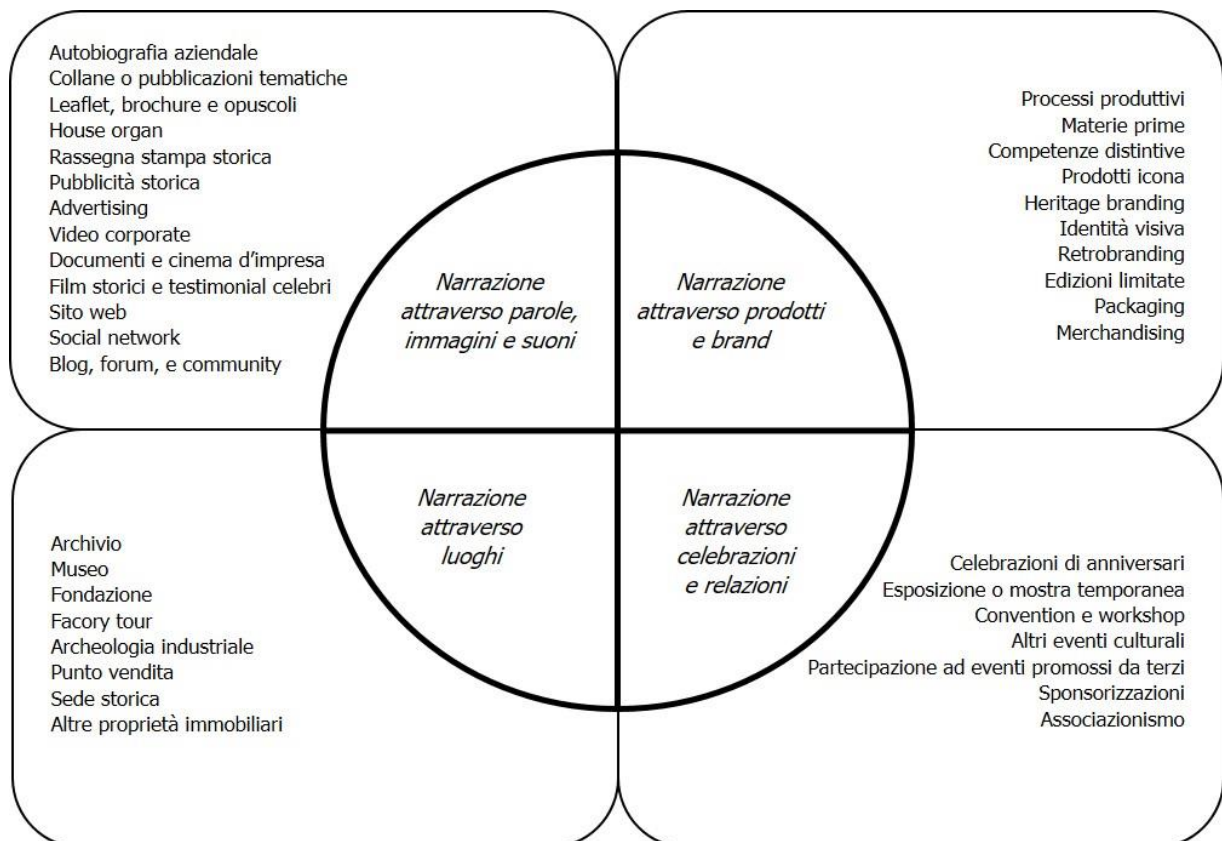 Autobiografia aziendale
Collane o pubblicazioni tematiche
Leaflet, brochure e opuscoli
House organ
Rassegna stampa storica
Pubblicità storica
Advertising
Video corporate
Documenti e cinema d’impresa
Film storici e testimonial celebri
Sito web
Social network
Blog, forum, e community
Narrazione
attraverso parole,
immagini e suoni
Processi produttivi
Materie prime
Competenze distintive
Prodotti icona
Heritage branding
Identità visiva
Retrobranding
Edizioni limitate
Packaging
Merchandising
Narrazione
attraverso prodotti
e brand
Archivio
Museo
Fondazione
Facory tour
Archeologia industriale
Punto vendita
Sede storica
Altre proprietà immobiliari
Narrazione
attraverso
luoghi
Narrazione
attraverso
celebrazioni
e relazioni
Celebrazioni di anniversari
Esposizione o mostra temporanea
Convention e workshop
Altri eventi culturali
Partecipazione ad eventi promossi da terzi
Sponsorizzazioni
Associazionismo